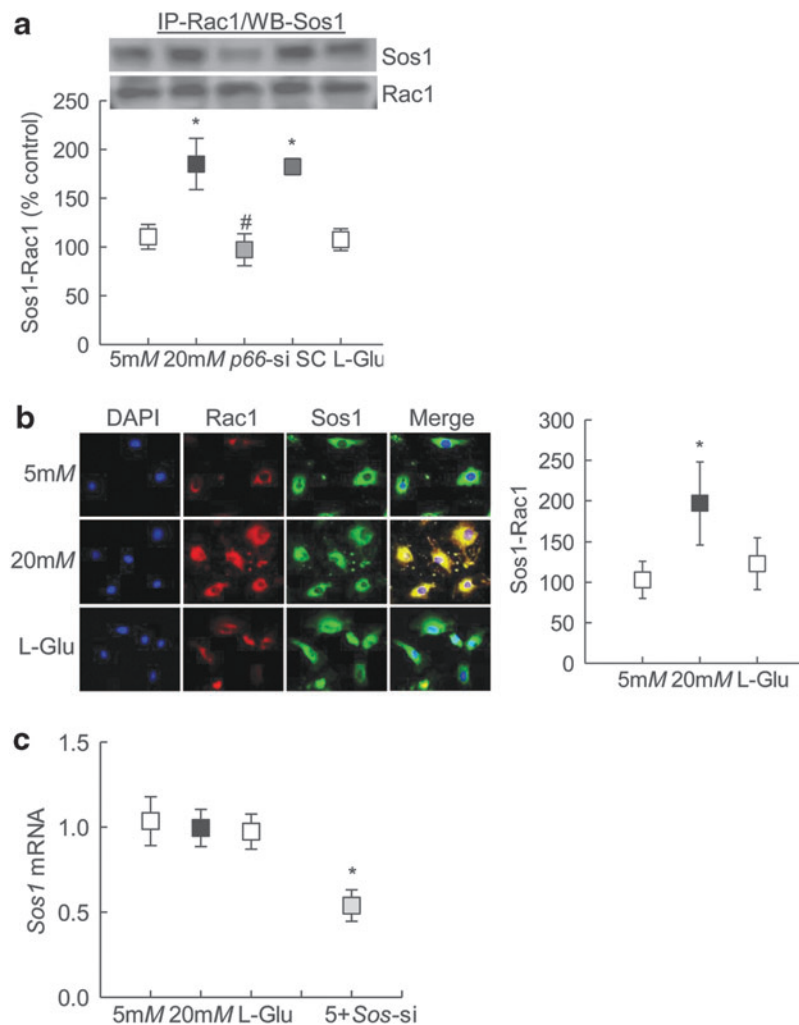 a
IP-Rac1/WB-Sos1
Sos1
Rac1
Sos1-Rac1 (% control)
250
200
150
100
50
0
*
#
*
5mM 20mM p66-si SC L-Glu
b
DAPI Rac1 Sos1 Merge
5mM
20mM
L-Glu
Sos1-Rac1
300
250
200
150
100
50
0
*
5mM 20mM L-Glu
c
Sos1 mRNA
1.5
1.0
0.5
0.0
*
5mM 20mM L-Glu 5+Sos-si